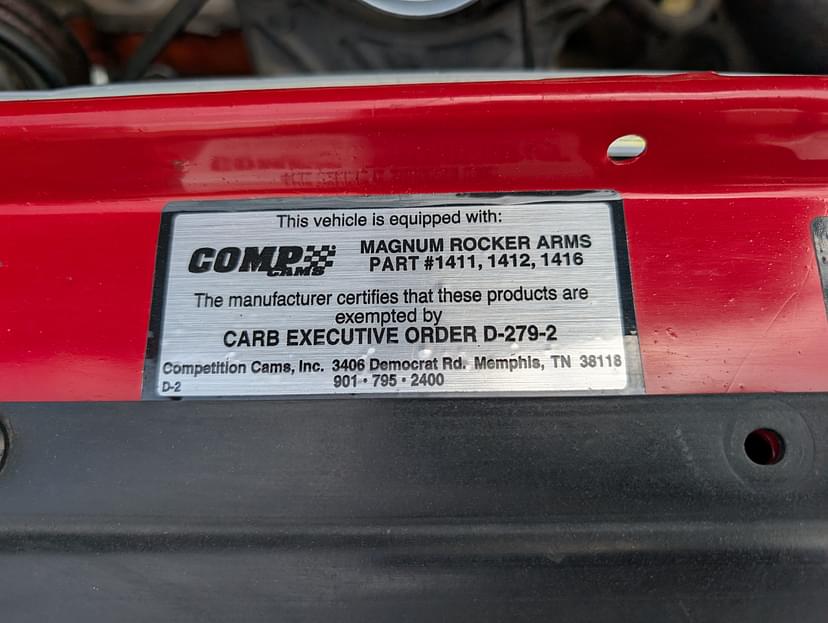 This vehicle is equipped with:
COMP CAMS
MAGNUM ROCKER ARMS
PART #1411, 1412, 1416
The manufacturer certifies that these products are
exempted by
CARB EXECUTIVE ORDER D-279-2
Competition Cams, Inc. 3406 Democrat Rd. Memphis, TN 38118
D-2
901 • 795 • 2400